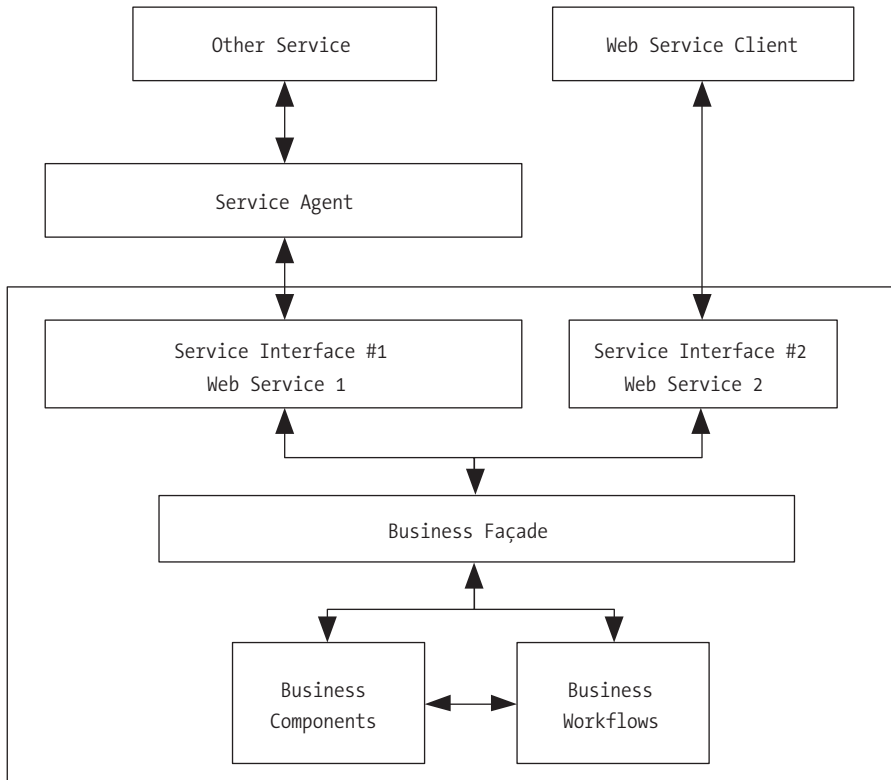 Other Service
Web Service Client
Service Agent
Service Interface #1
Web Service 1
Service Interface #2
Web Service 2
Business Façade
Business
Components
Business
Workflows